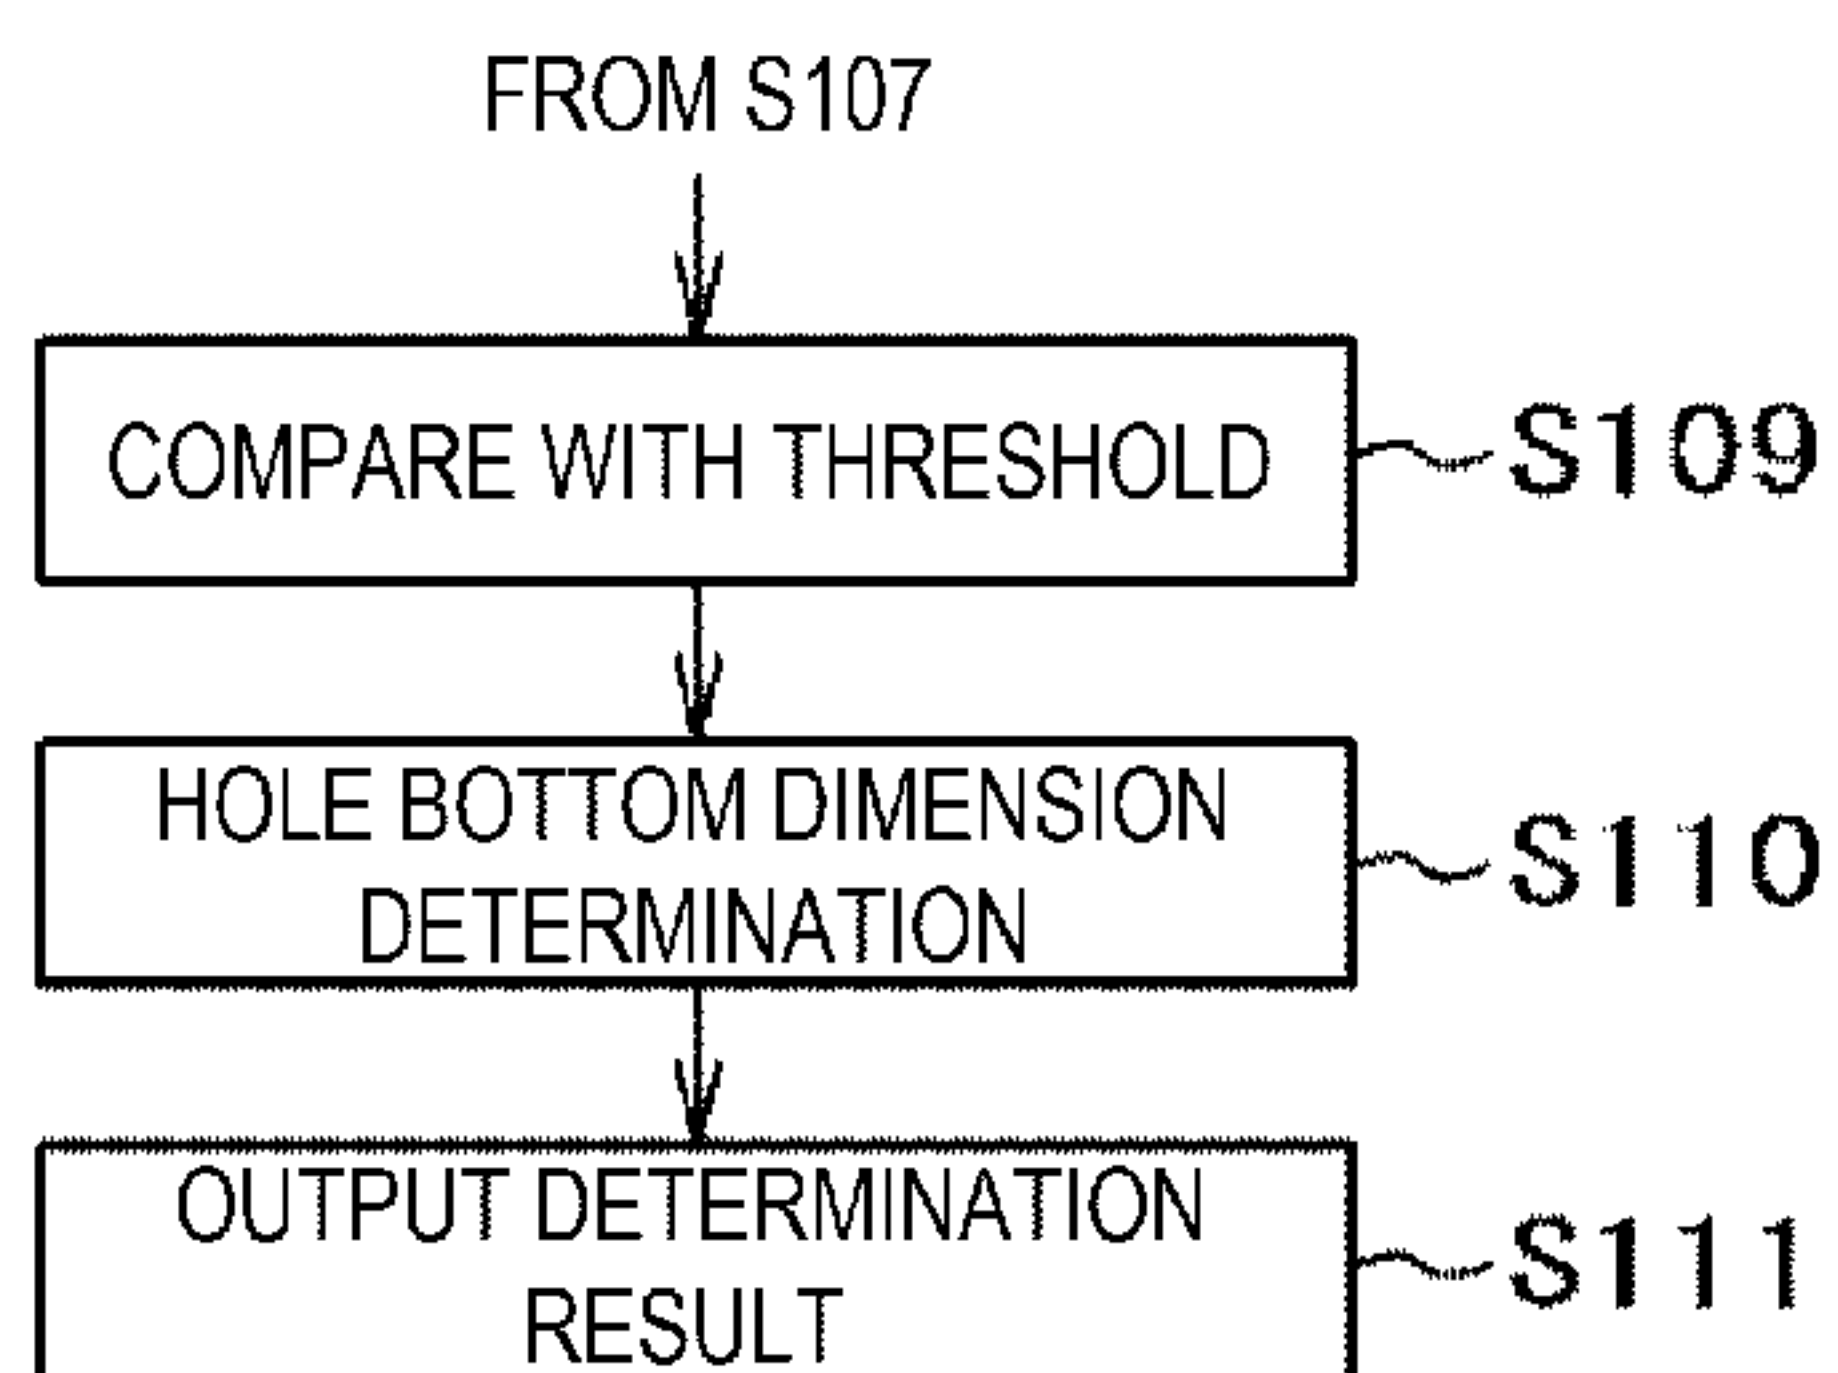 FROM S107
COMPARE WITH THRESHOLD
S109
HOLE BOTTOM DIMENSION
DETERMINATION
S110
OUTPUT DETERMINATION
RESULT
S111